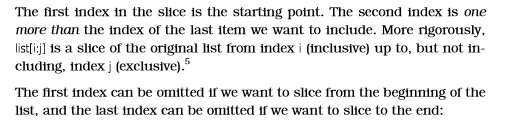 The first index in the slice is the starting point. The second index is one
more than the index of the last item we want to include. More rigorously,
list[i:j] is a slice of the original list from index i (inclusive) up to, but not in-
cluding, index j (exclusive).5
The first index can be omitted if we want to slice from the beginning of the
list, and the last index can be omitted if we want to slice to the end: